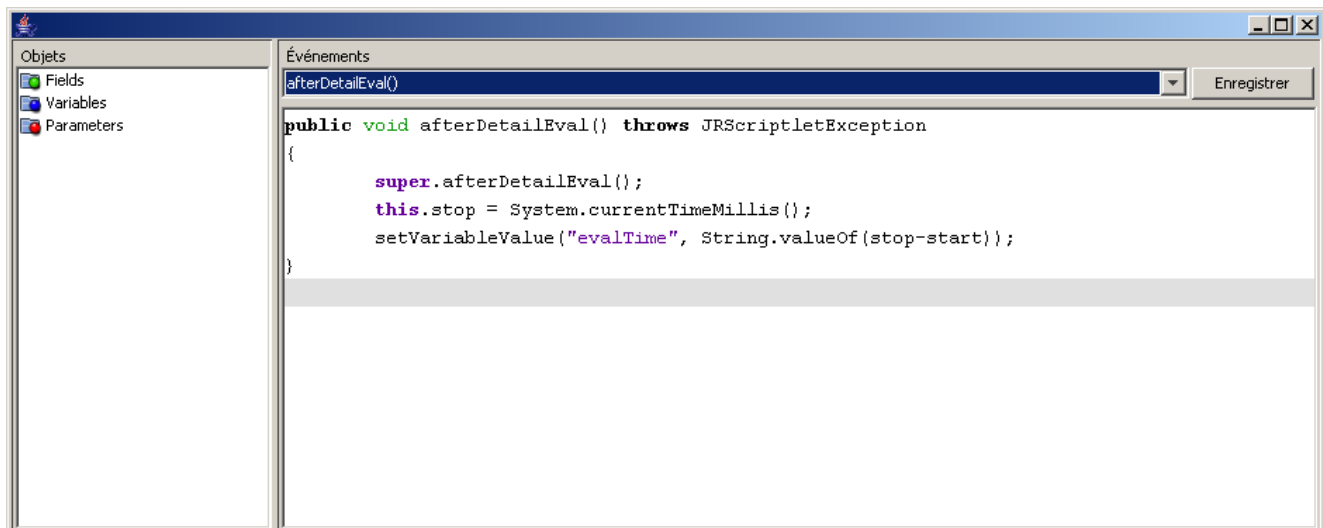 Objets
Fields
Variables
Parameters
Événements
afterDetailEval()
Enregistrer
public void afterDetailEval() throws JRScriptletException
{
super.afterDetailEval();
this.stop = System.currentTimeMillis();
setVariableValue("evalTime", String.valueOf(stop-start));
}